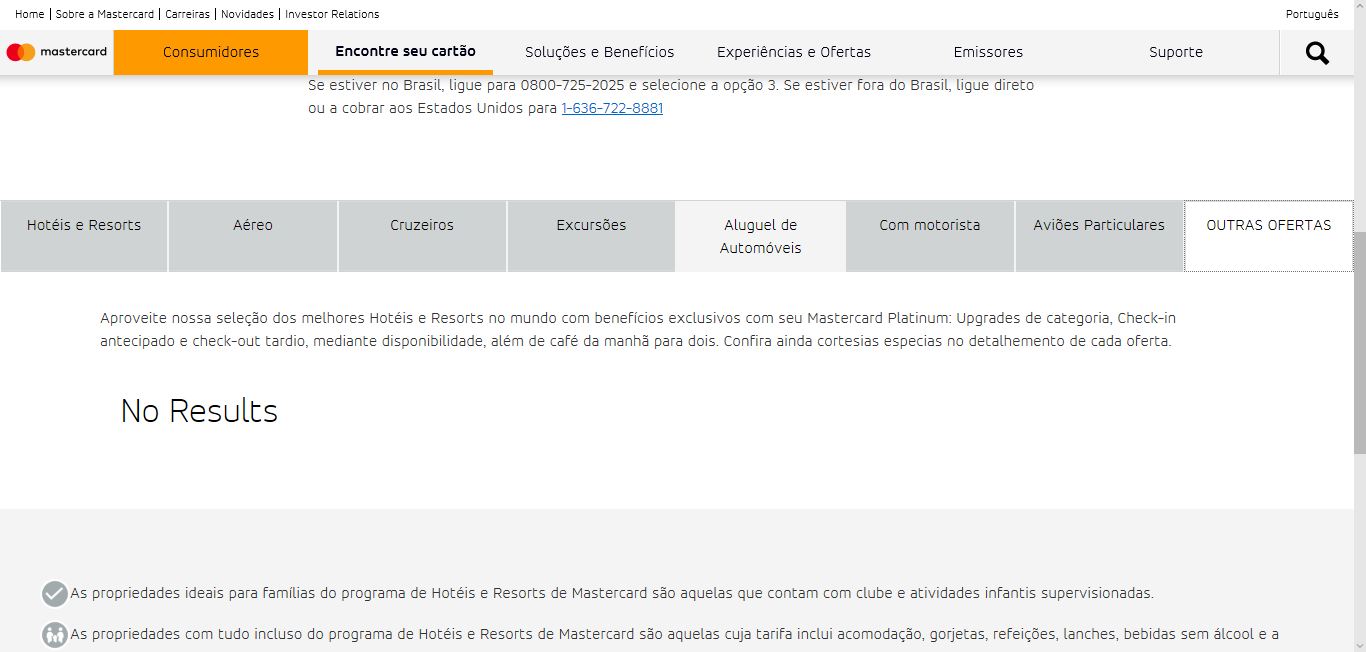 Home | Sobre a Mastercard | Carreiras | Novidades | Investor Relations
Português
mastercard
Consumidores
Encontre seu cartão
Soluções e Benefícios
Experiências e Ofertas
Emissores
Suporte
Se estiver no Brasil, ligue para 0800-725-2025 e selecione a opção 3. Se estiver fora do Brasil, ligue direto
ou a cobrar aos Estados Unidos para 1-636-722-8881
Hotéis e Resorts
Aéreo
Cruzeiros
Excursões
Aluguel de
Automóveis
Com motorista
Aviões Particulares
OUTRAS OFERTAS
Aproveite nossa seleção dos melhores Hotéis e Resorts no mundo com benefícios exclusivos com seu Mastercard Platinum: Upgrades de categoria, Check-in
antecipado e check-out tardio, mediante disponibilidade, além de café da manhã para dois. Confira ainda cortesias especias no detalhemento de cada oferta.
No Results
As propriedades ideais para famílias do programa de Hotéis e Resorts de Mastercard são aquelas que contam com clube e atividades infantis supervisionadas.
As propriedades com tudo incluso do programa de Hotéis e Resorts de Mastercard são aquelas cuja tarifa inclui acomodação, gorjetas, refeições, lanches, bebidas sem álcool e a